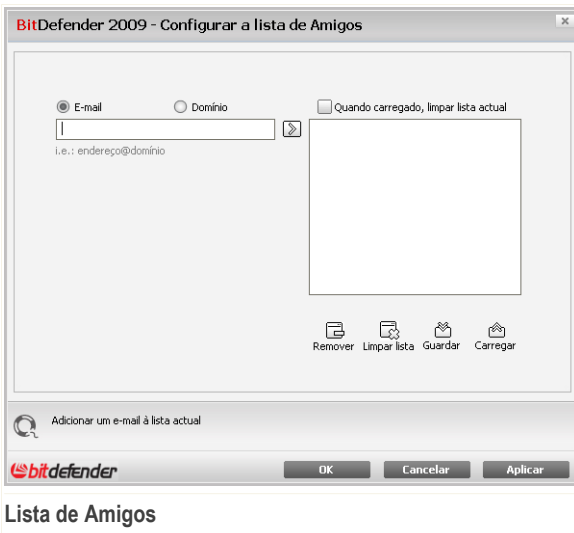 BitDefender 2009 - Configurar a lista de Amigos
E-mail
Domínio
Quando carregado, limpar lista actual
i.e.: endereço@domínio
Remover
Limpar lista
Guardar
Carregar
Adicionar um e-mail à lista actual
bitdefender
OK
Cancelar
Aplicar
Lista de Amigos